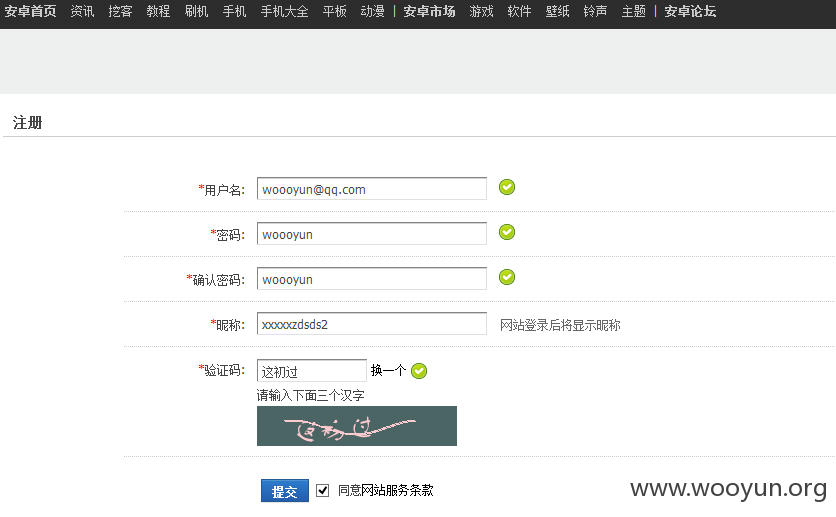 安卓首页 资讯 挖客 教程 刷机 手机 手机大全 平板 动漫 | 安卓市场 游戏 软件 壁纸 铃声 主题 | 安卓论坛
注册
*用户名: woooyun@qq.com
*密码: woooyun
*确认密码: woooyun
*昵称: xxxxxzdsds2 网站登录后将显示昵称
*验证码: 这初过 换一个
请输入下面三个汉字
这初过
提交 同意网站服务条款
www.wooyun.org